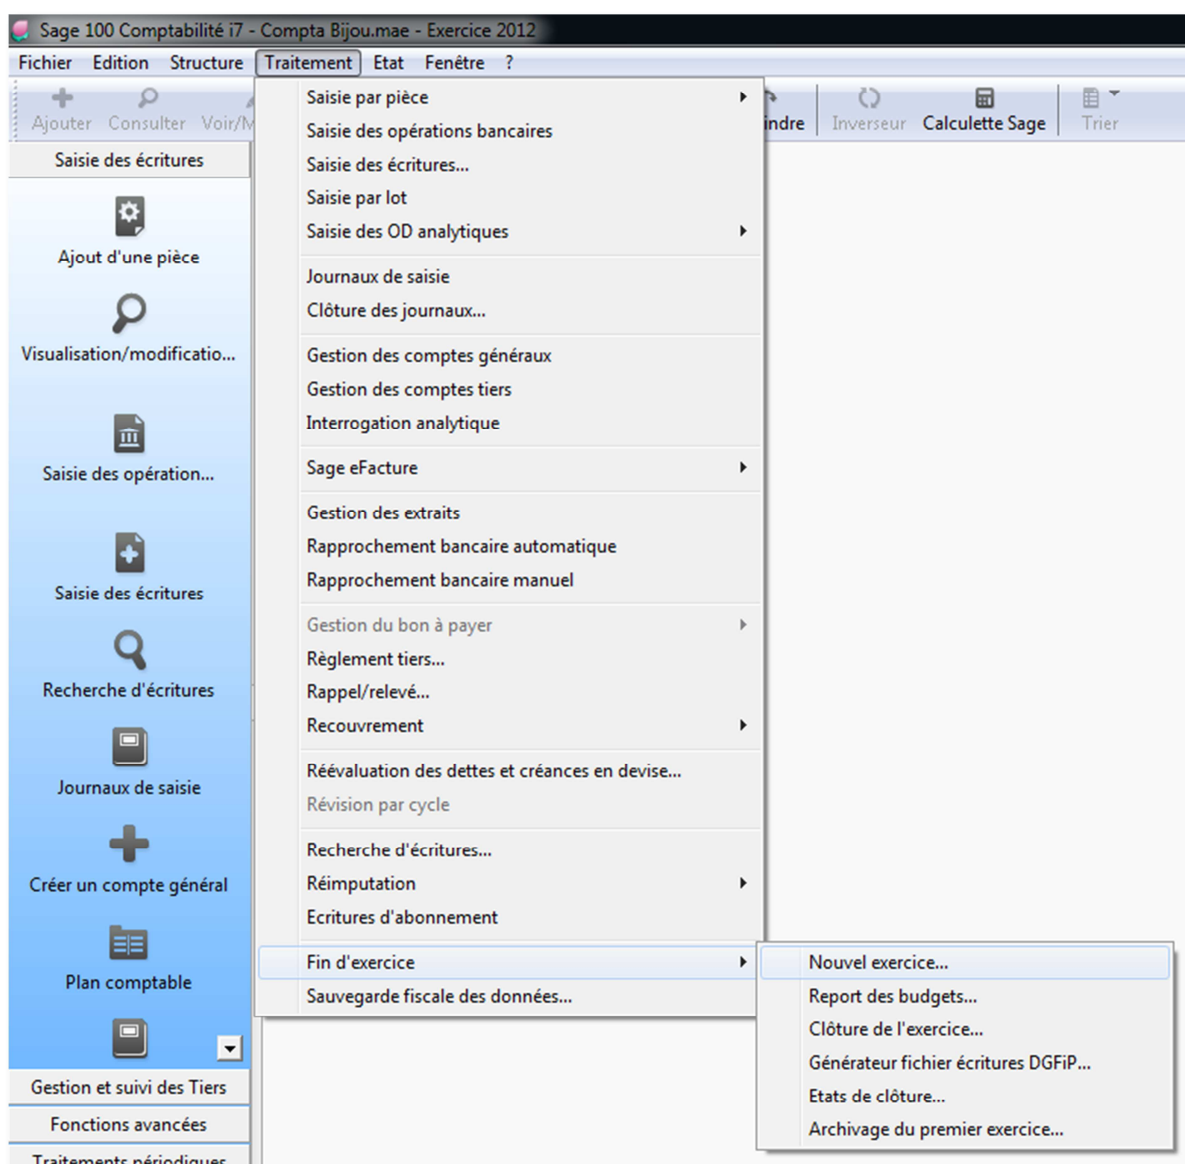 Sage 100 Comptabilité i7 - Compta Bijou.mae - Exercice 2012
Fichier Edition Structure Traitement Etat Fenêtre ?
Ajouter Consulter Voir/M indre Inverseur Calculette Sage Trier
Saisie des écritures
Ajout d'une pièce
Visualisation/modificatio...
Saisie des opération...
Saisie des écritures
Recherche d'écritures
Journaux de saisie
Créer un compte général
Plan comptable
Gestion et suivi des Tiers
Fonctions avancées
Traitements périodiques
Saisie par pièce
Saisie des opérations bancaires
Saisie des écritures...
Saisie par lot
Saisie des OD analytiques
Journaux de saisie
Clôture des journaux...
Gestion des comptes généraux
Gestion des comptes tiers
Interrogation analytique
Sage eFacture
Gestion des extraits
Rapprochement bancaire automatique
Rapprochement bancaire manuel
Gestion du bon à payer
Règlement tiers...
Rappel/relevé...
Recouvrement
Réévaluation des dettes et créances en devise...
Révision par cycle
Recherche d'écritures...
Réimputation
Ecritures d'abonnement
Fin d'exercice
Sauvegarde fiscale des données...
Nouvel exercice...
Report des budgets...
Clôture de l'exercice...
Générateur fichier écritures DGFiP...
Etats de clôture...
Archivage du premier exercice...